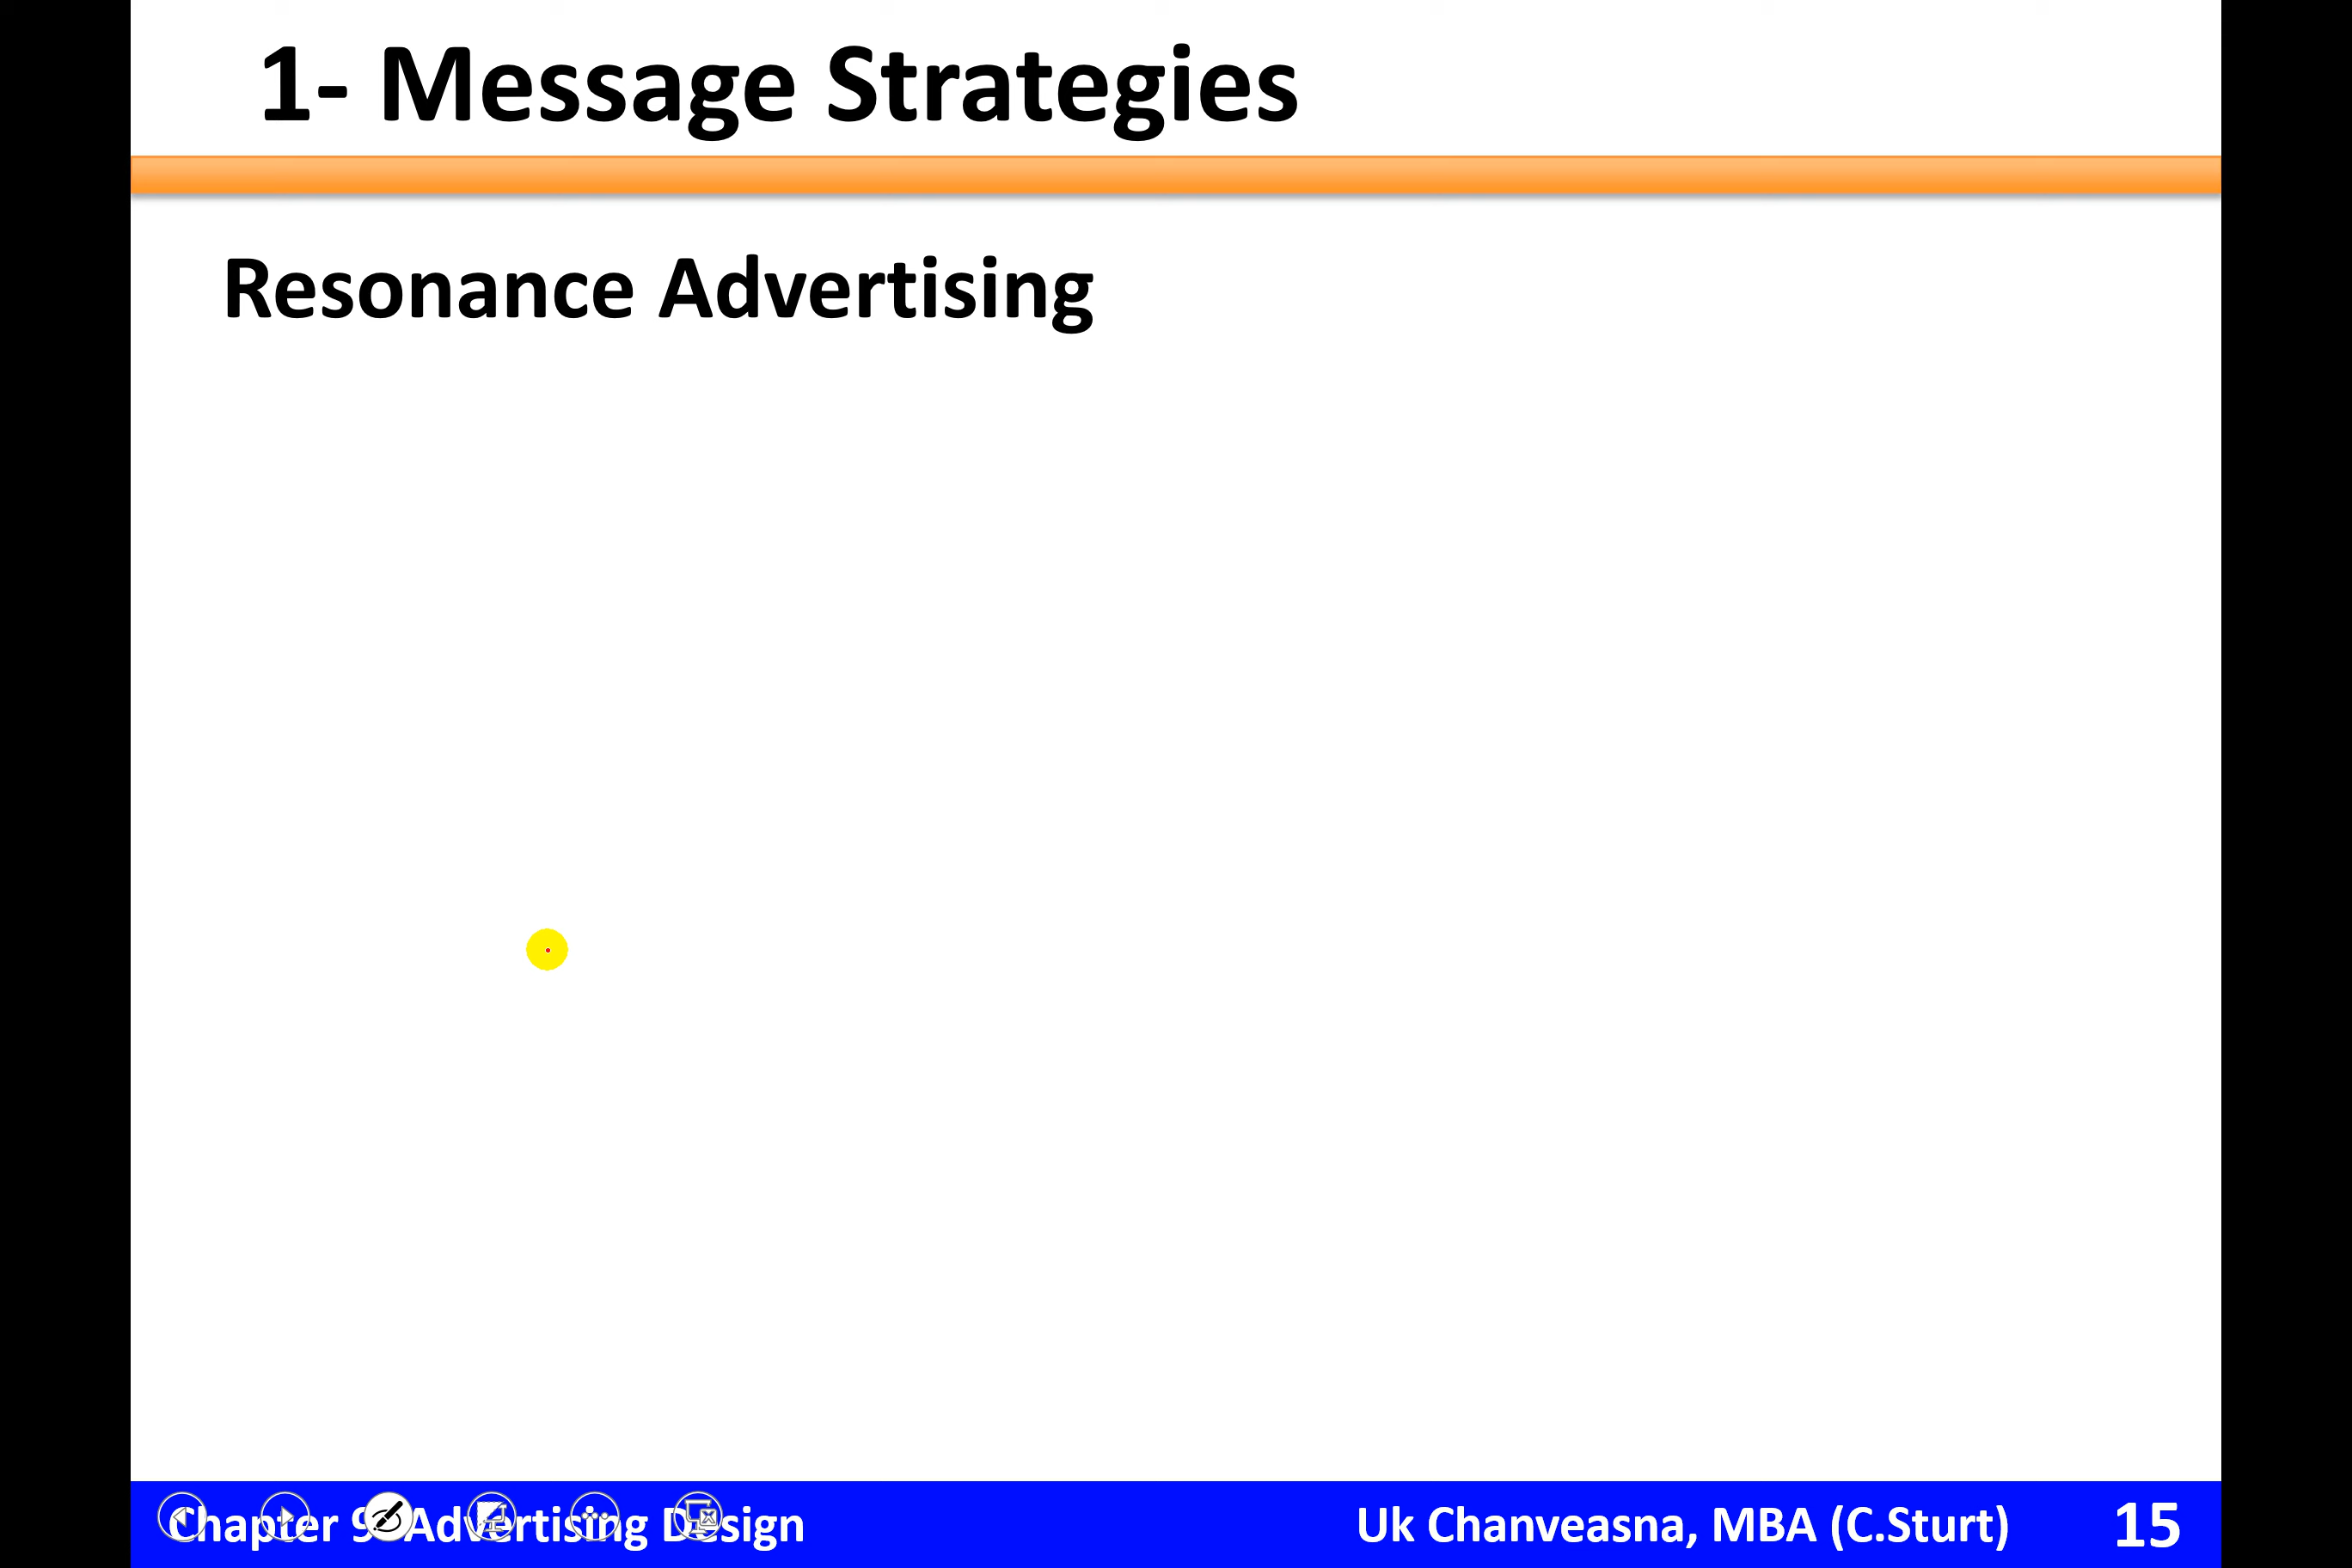 1- Message Strategies
Resonance Advertising
Chapter 9 Advertising Design
Uk Chanveasna, MBA (C.Sturt)
15